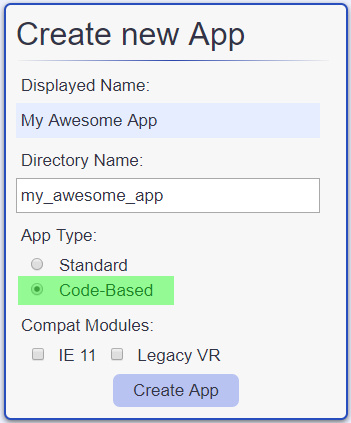 Create new App
Displayed Name:
My Awesome App
Directory Name:
my_awesome_app
App Type:
Standard
Code-Based
Compat Modules:
IE 11 Legacy VR
Create App